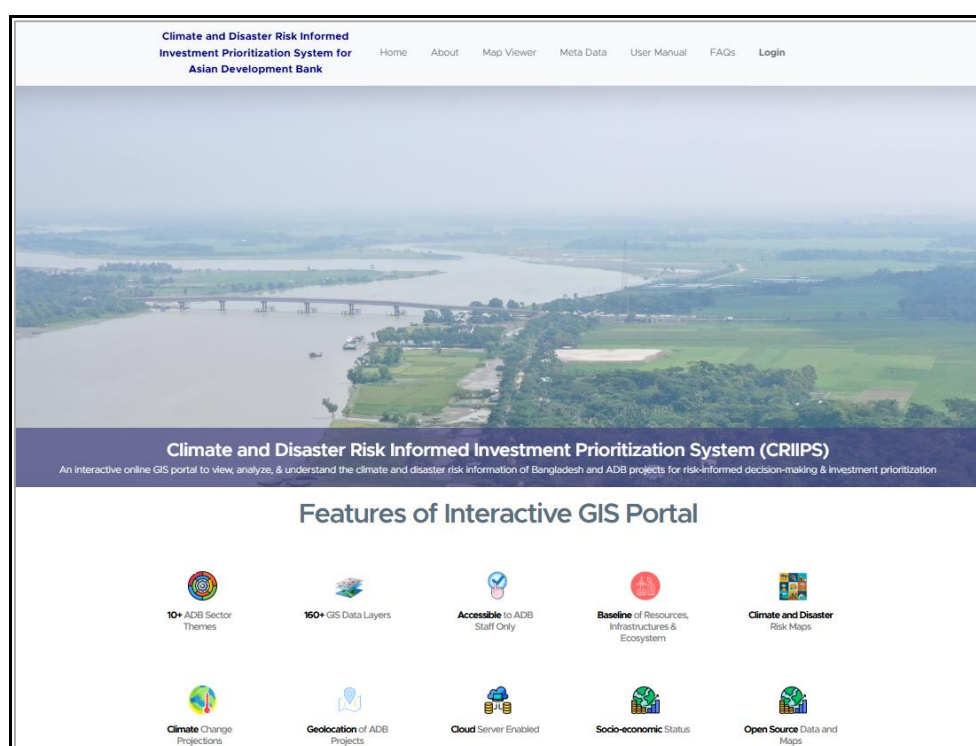 Climate and Disaster Risk Informed
Investment Prioritization System for
Asian Development Bank
Home About Map Viewer Meta Data User Manual FAQs Login
Climate and Disaster Risk Informed Investment Prioritization System (CRIIPS)
An interactive online GIS portal to view, analyze, & understand the climate and disaster risk information of Bangladesh and ADB projects for risk-informed decision-making & investment prioritization
Features of Interactive GIS Portal
10+ ADB Sector
Themes
160+ GIS Data Layers
Accessible to ADB
Staff Only
Baseline of Resources,
Infrastructures &
Ecosystem
Climate and Disaster
Risk Maps
Climate Change
Projections
Geolocation of ADB
Projects
Cloud Server Enabled
Socio-economic Status
Open Source Data and
Maps